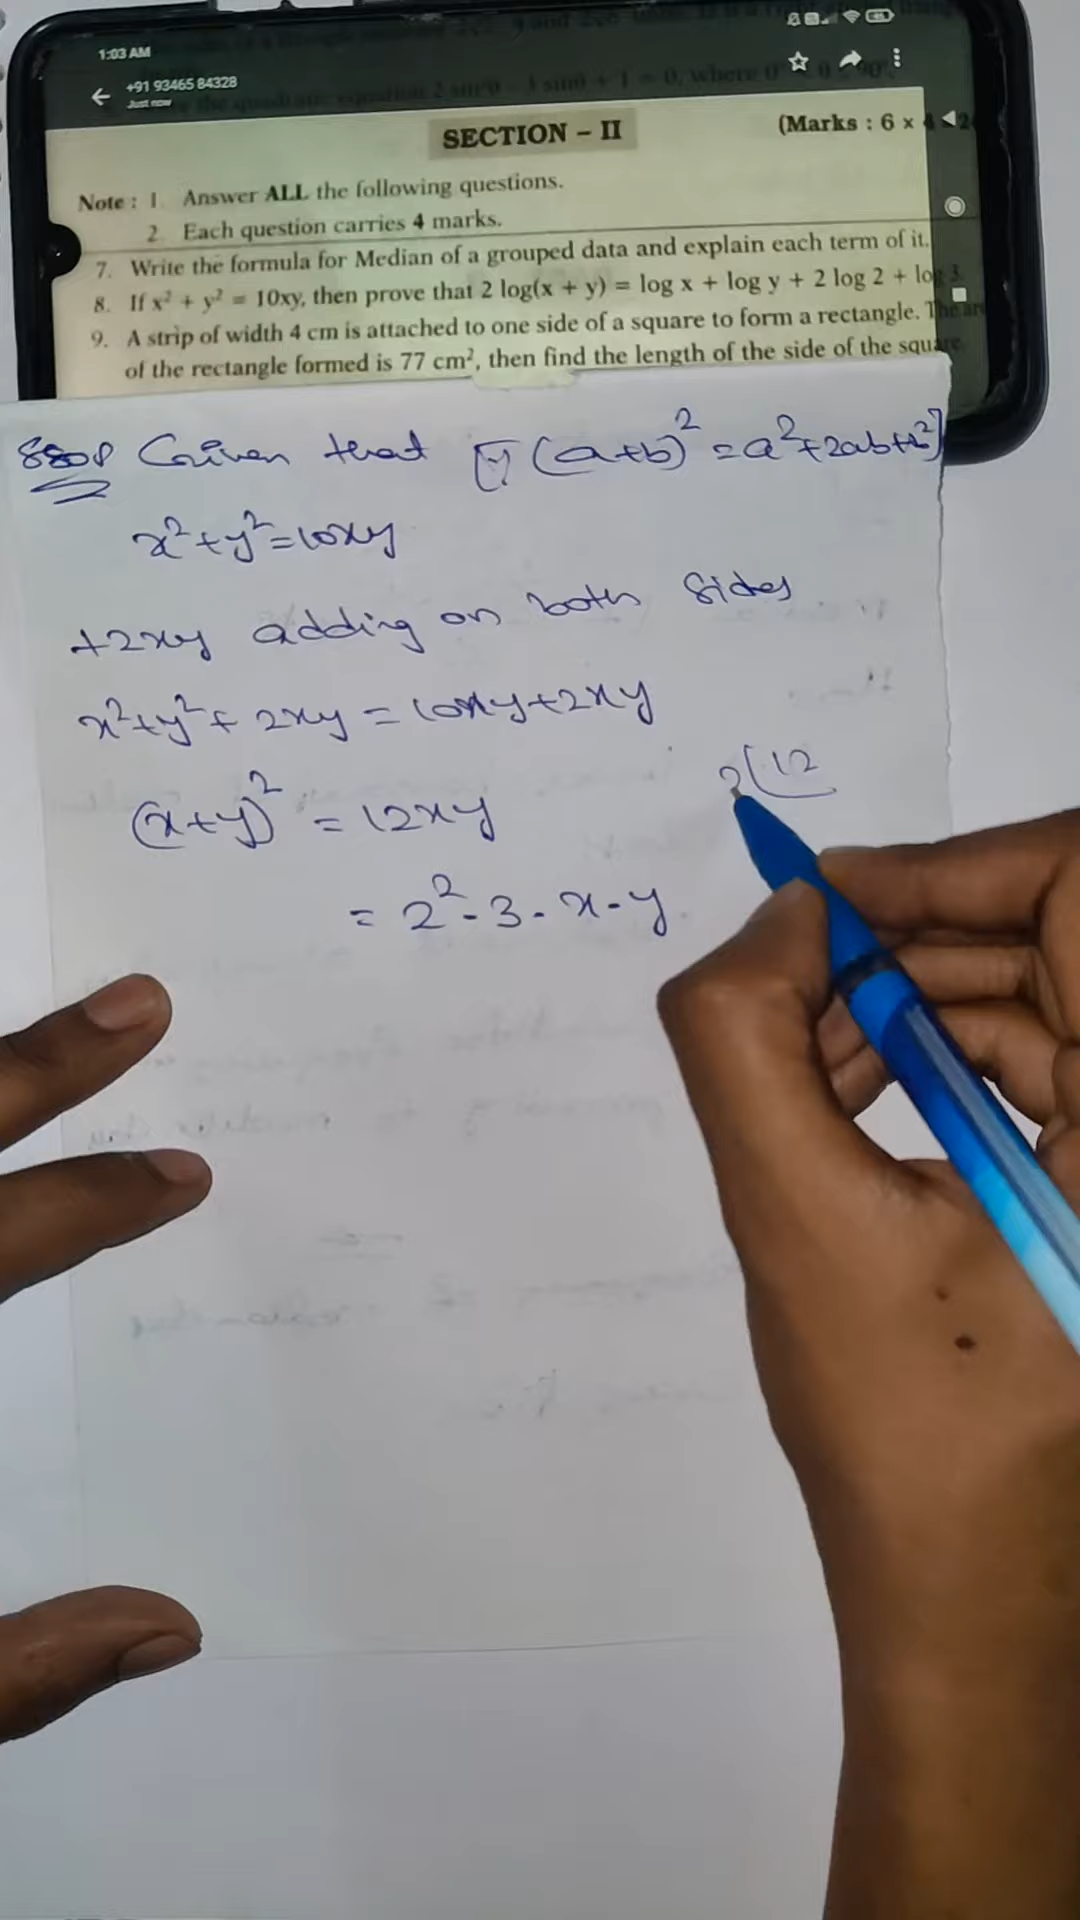 1:03 AM
+91 93465 84328
Just now
SECTION – II
(Marks : 6 ×
Note : 1. Answer ALL the following questions.
2. Each question carries 4 marks.
7. Write the formula for Median of a grouped data and explain each term of it.
8. If x² + y² = 10xy, then prove that 2 log(x + y) = log x + log y + 2 log 2 + log 3.
9. A strip of width 4 cm is attached to one side of a square to form a rectangle. The
of the rectangle formed is 77 cm², then find the length of the side of the square
Given that [∵ (a+b)² = a²+2ab+b²]
x²+y²=10xy
+2xy adding on both sides
x²+y²+2xy = 10xy+2xy
(x+y)² = 12xy
2(12
= 2²-3-x-y